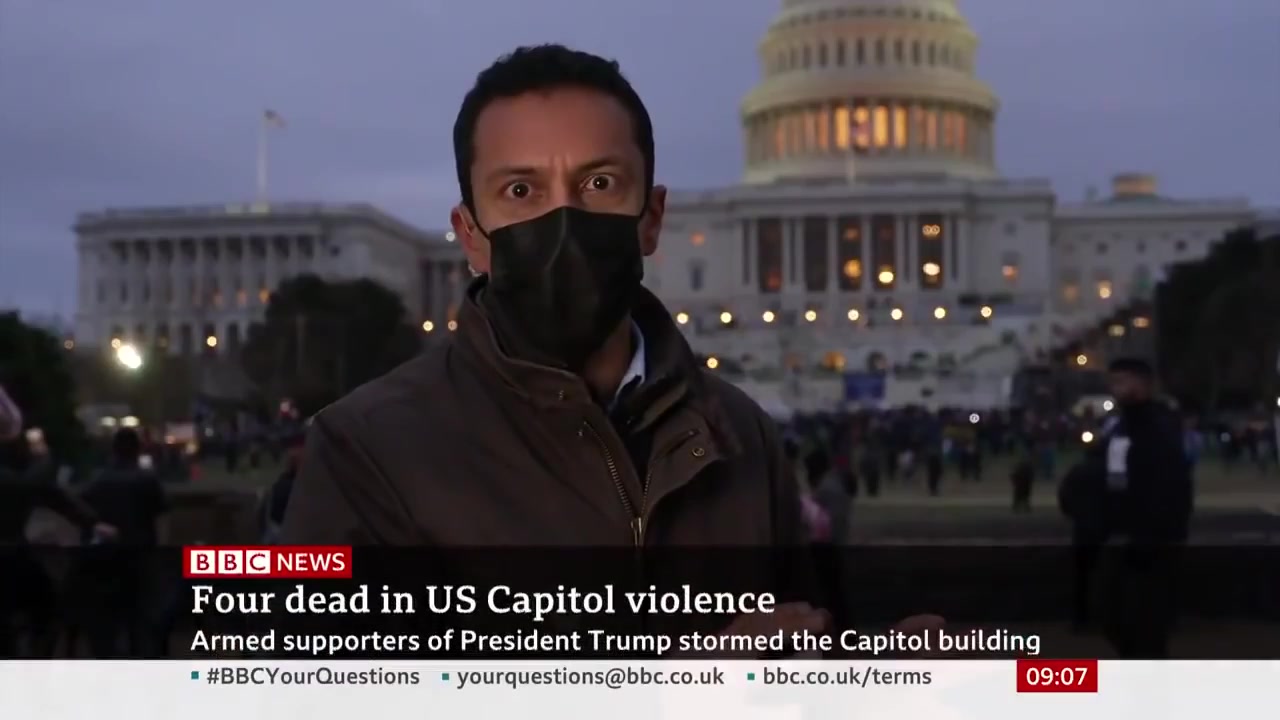 BBC NEWS
Four dead in US Capitol violence
Armed supporters of President Trump stormed the Capitol building
#BBCYourQuestions yourquestions@bbc.co.uk bbc.co.uk/terms 09:07